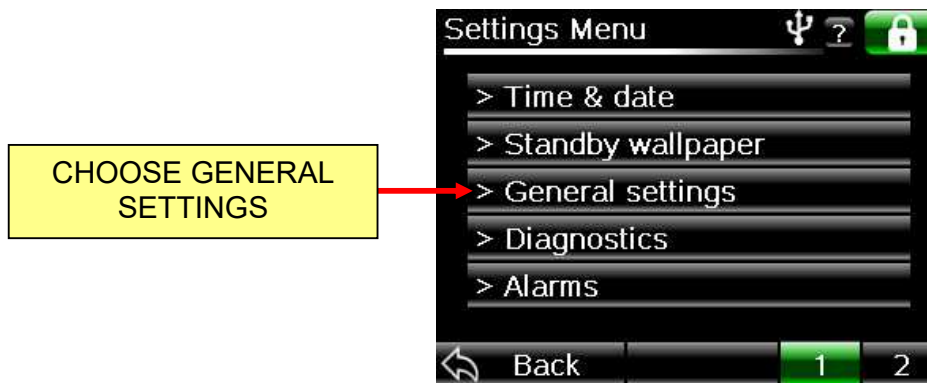 Settings Menu ?
> Time & date
> Standby wallpaper
CHOOSE GENERAL
SETTINGS
> General settings
> Diagnostics
> Alarms
Back 1 2